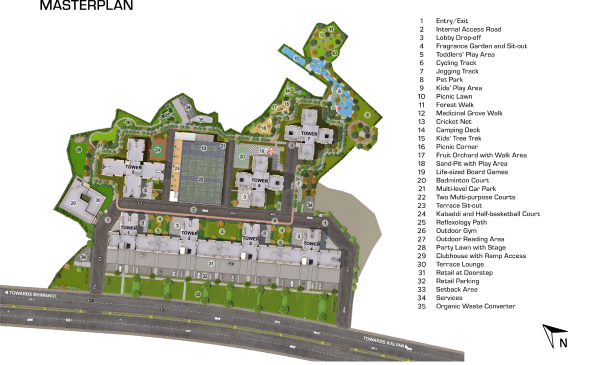 MASTERPLAN
1 Entry/Exit
2 Internal Access Road
3 Lobby Drop-off
4 Fragrance Garden and Sit-out
5 Toddlers' Play Area
6 Cycling Track
7 Jogging Track
8 Pet Park
9 Kids' Play Area
10 Picnic Lawn
11 Forest Walk
12 Medicinal Grove Walk
13 Cricket Net
14 Camping Deck
15 Kids' Tree Trek
16 Picnic Corner
17 Fruit Orchard with Walk Area
18 Sand-Pit with Play Area
19 Life-sized Board Games
20 Badminton Court
21 Multi-level Car Park
22 Two Multi-purpose Courts
23 Terrace Sit-out
24 Kabaddi and Half-basketball Court
25 Reflexology Path
26 Outdoor Gym
27 Outdoor Reading Area
28 Party Lawn with Stage
29 Clubhouse with Ramp Access
30 Terrace Lounge
31 Retail at Doorstep
32 Retail Parking
33 Setback Area
34 Services
35 Organic Waste Converter
TOWER
7
TOWER
5
TOWER
TOWER
TOWER
2
TOWER
TOWER
TOWARDS BHIWANDI
TOWARDS KALYAN
N